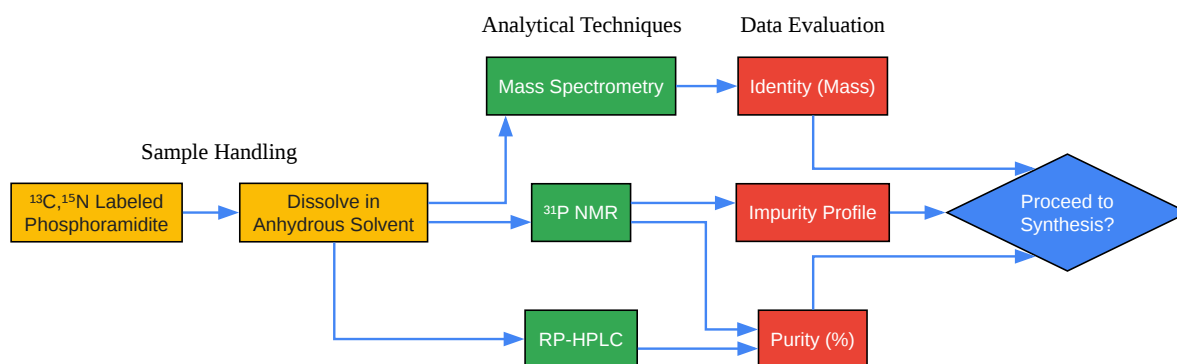 Analytical Techniques
Data Evaluation
Mass Spectrometry
Identity (Mass)
Sample Handling
¹³C,¹⁵N Labeled
Phosphoramidite
Dissolve in
Anhydrous Solvent
³¹P NMR
Impurity Profile
Proceed to
Synthesis?
RP-HPLC
Purity (%)